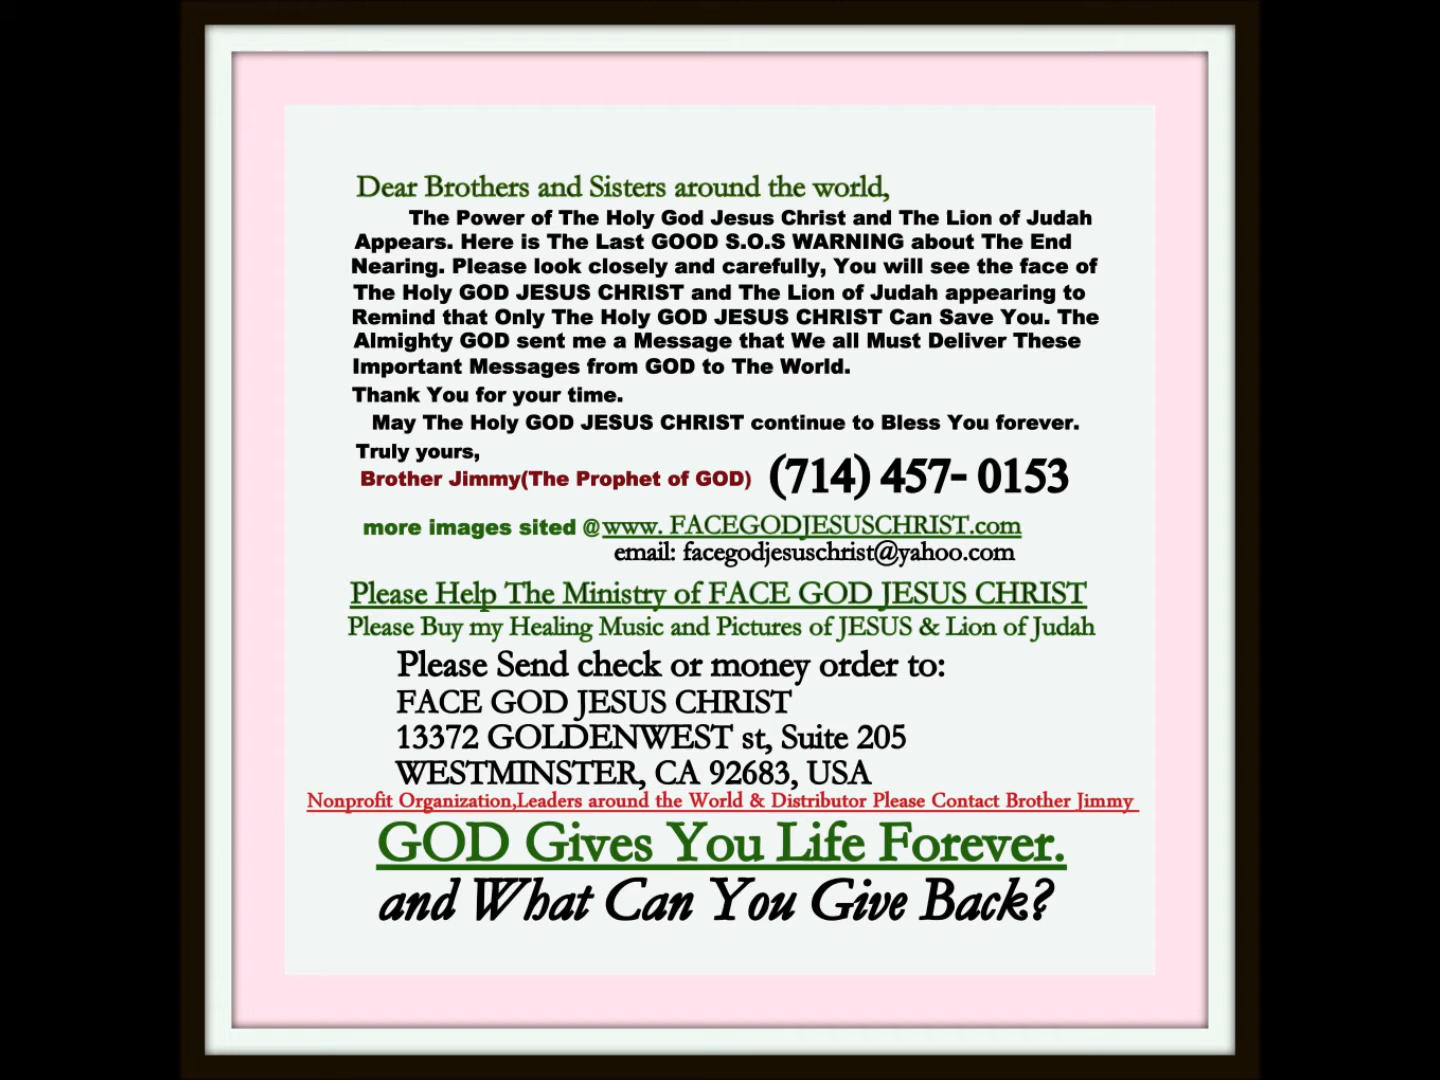 Dear Brothers and Sisters around the world,
The Power of The Holy God Jesus Christ and The Lion of Judah
Appears. Here is The Last GOOD S.O.S WARNING about The End
Nearing. Please look closely and carefully, You will see the face of
The Holy GOD JESUS CHRIST and The Lion of Judah appearing to
Remind that Only The Holy GOD JESUS CHRIST Can Save You. The
Almighty GOD sent me a Message that We all Must Deliver These
Important Messages from GOD to The World.
Thank You for your time.
May The Holy GOD JESUS CHRIST continue to Bless You forever.
Truly yours,
Brother Jimmy(The Prophet of GOD) (714) 457- 0153
more images sited @www. FACEGODJESUSCHRIST.com
email: facegodjesuschrist@yahoo.com
Please Help The Ministry of FACE GOD JESUS CHRIST
Please Buy my Healing Music and Pictures of JESUS & Lion of Judah
Please Send check or money order to:
FACE GOD JESUS CHRIST
13372 GOLDENWEST st, Suite 205
WESTMINSTER, CA 92683, USA
Nonprofit Organization,Leaders around the World & Distributor Please Contact Brother Jimmy
GOD Gives You Life Forever.
and What Can You Give Back?